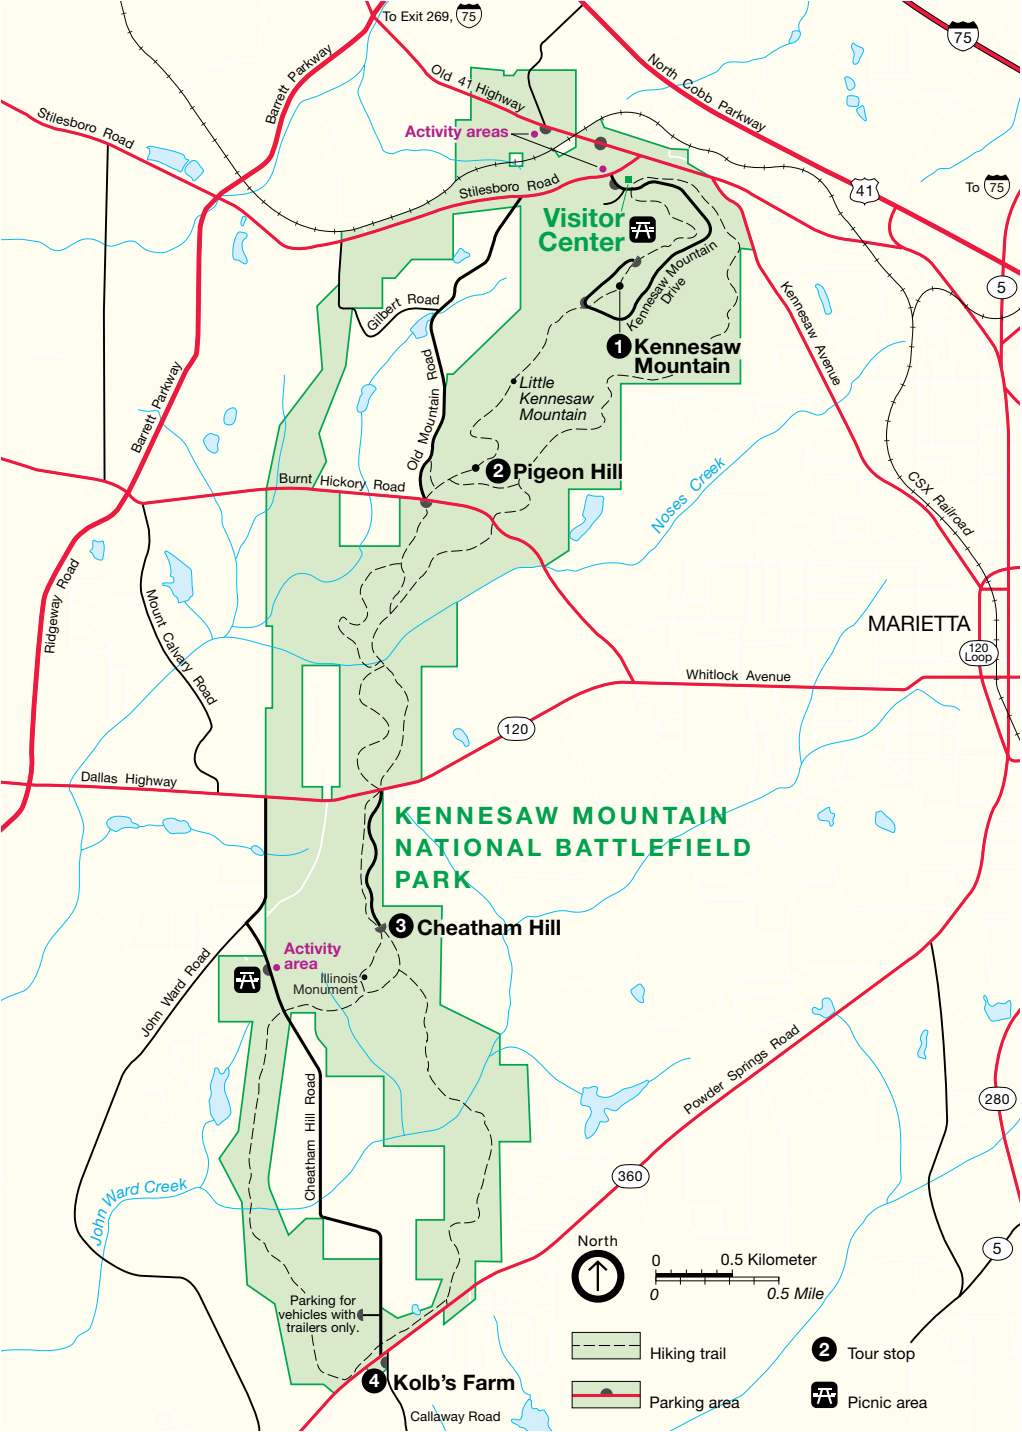 To Exit 269, 75
75
Barrett Parkway
Old 41 Highway
North Cobb Parkway
Stilesboro Road
Activity areas
Stilesboro Road
41
To 75
Visitor
Center
Kennesaw Mountain
Drive
5
Gilbert Road
Kennesaw Avenue
1 Kennesaw
Mountain
Old Mountain Road
Little
Kennesaw
Mountain
Barrett Parkway
2 Pigeon Hill
Burnt Hickory Road
Noses Creek
CSX Railroad
Ridgeway Road
Mount Calvary Road
MARIETTA
120
Loop
Whitlock Avenue
120
Dallas Highway
KENNESAW MOUNTAIN
NATIONAL BATTLEFIELD
PARK
3 Cheatham Hill
Activity
area
Illinois
Monument
John Ward Road
Powder Springs Road
Cheatham Hill Road
280
John Ward Creek
360
5
North
0 0.5 Kilometer
0 0.5 Mile
Parking for
vehicles with
trailers only.
Hiking trail
2 Tour stop
4 Kolb's Farm
Parking area
Picnic area
Callaway Road